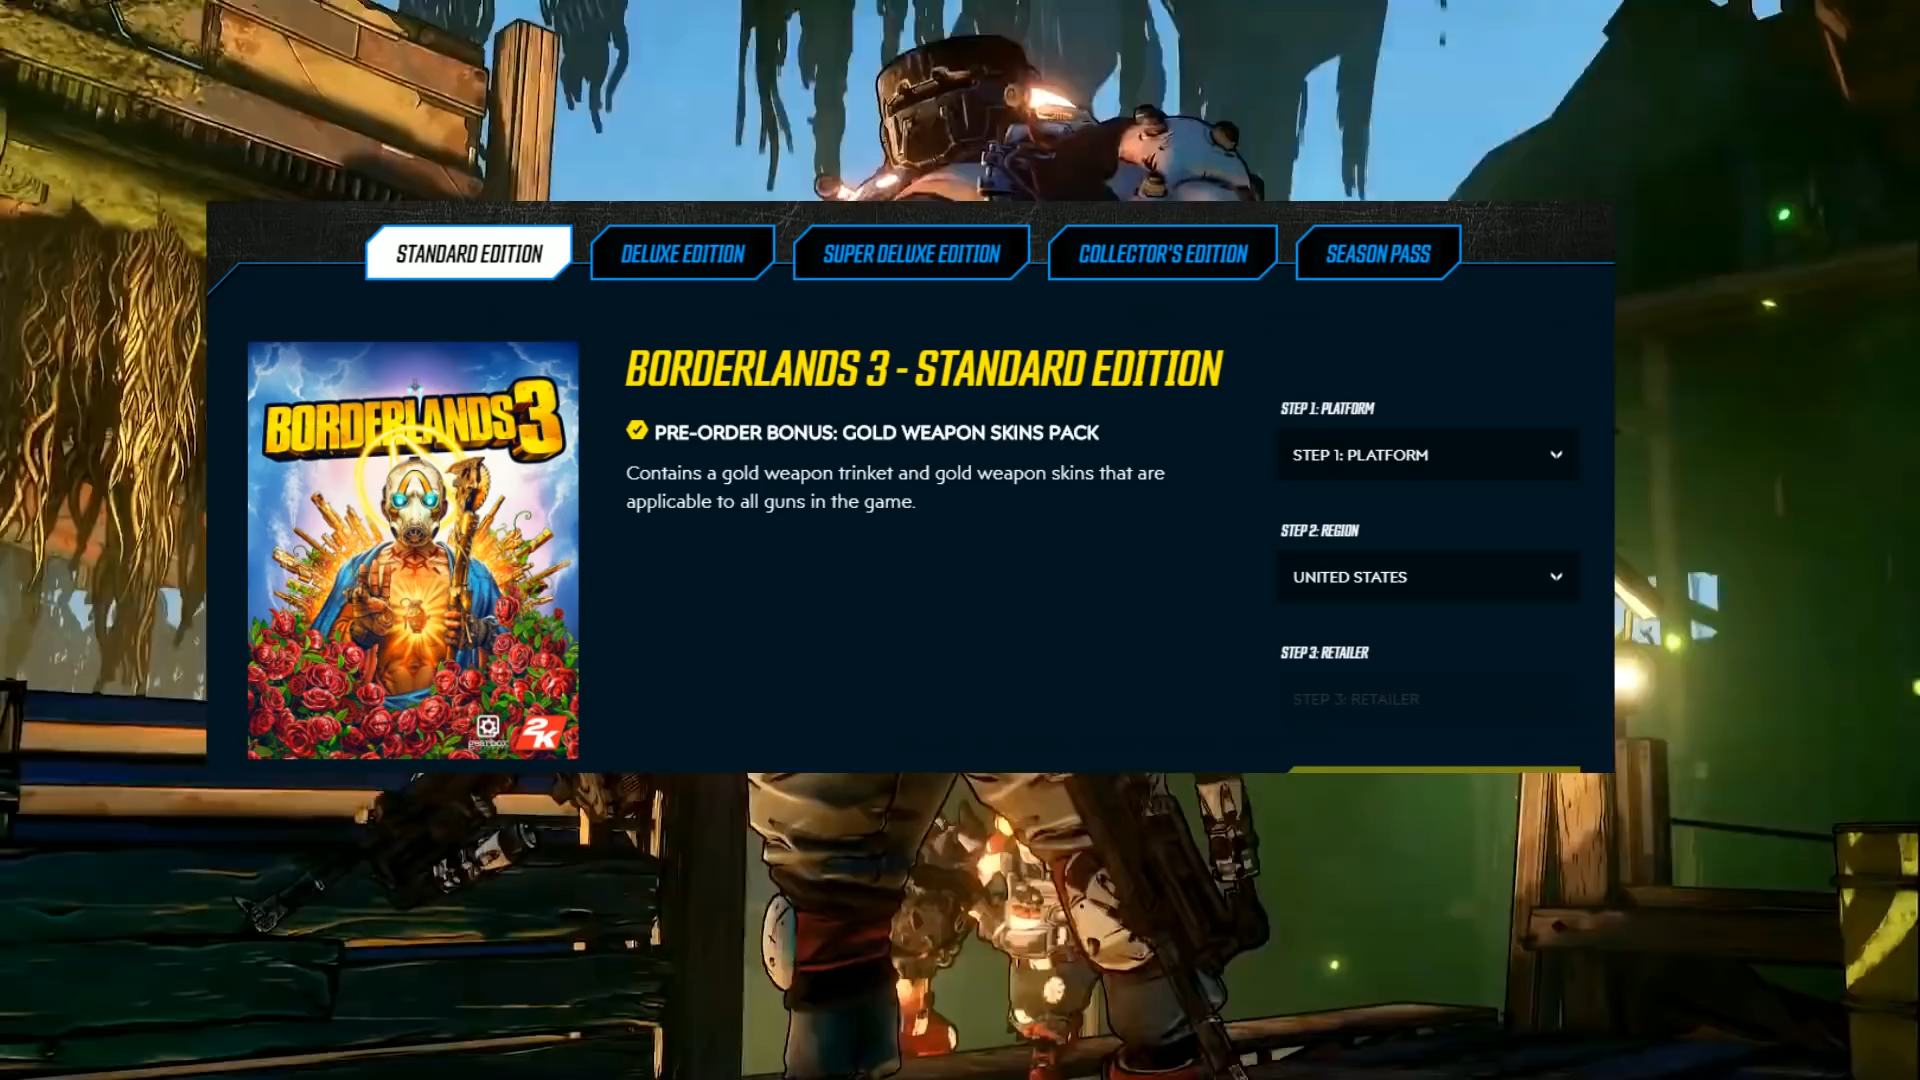 STANDARD EDITION
DELUXE EDITION
SUPER DELUXE EDITION
COLLECTOR'S EDITION
SEASON PASS
BORDERLANDS 3
gearbox
2K
BORDERLANDS 3 - STANDARD EDITION
PRE-ORDER BONUS: GOLD WEAPON SKINS PACK
Contains a gold weapon trinket and gold weapon skins that are
applicable to all guns in the game.
STEP 1: PLATFORM
STEP 1: PLATFORM
STEP 2: REGION
UNITED STATES
STEP 3: RETAILER
STEP 3: RETAILER